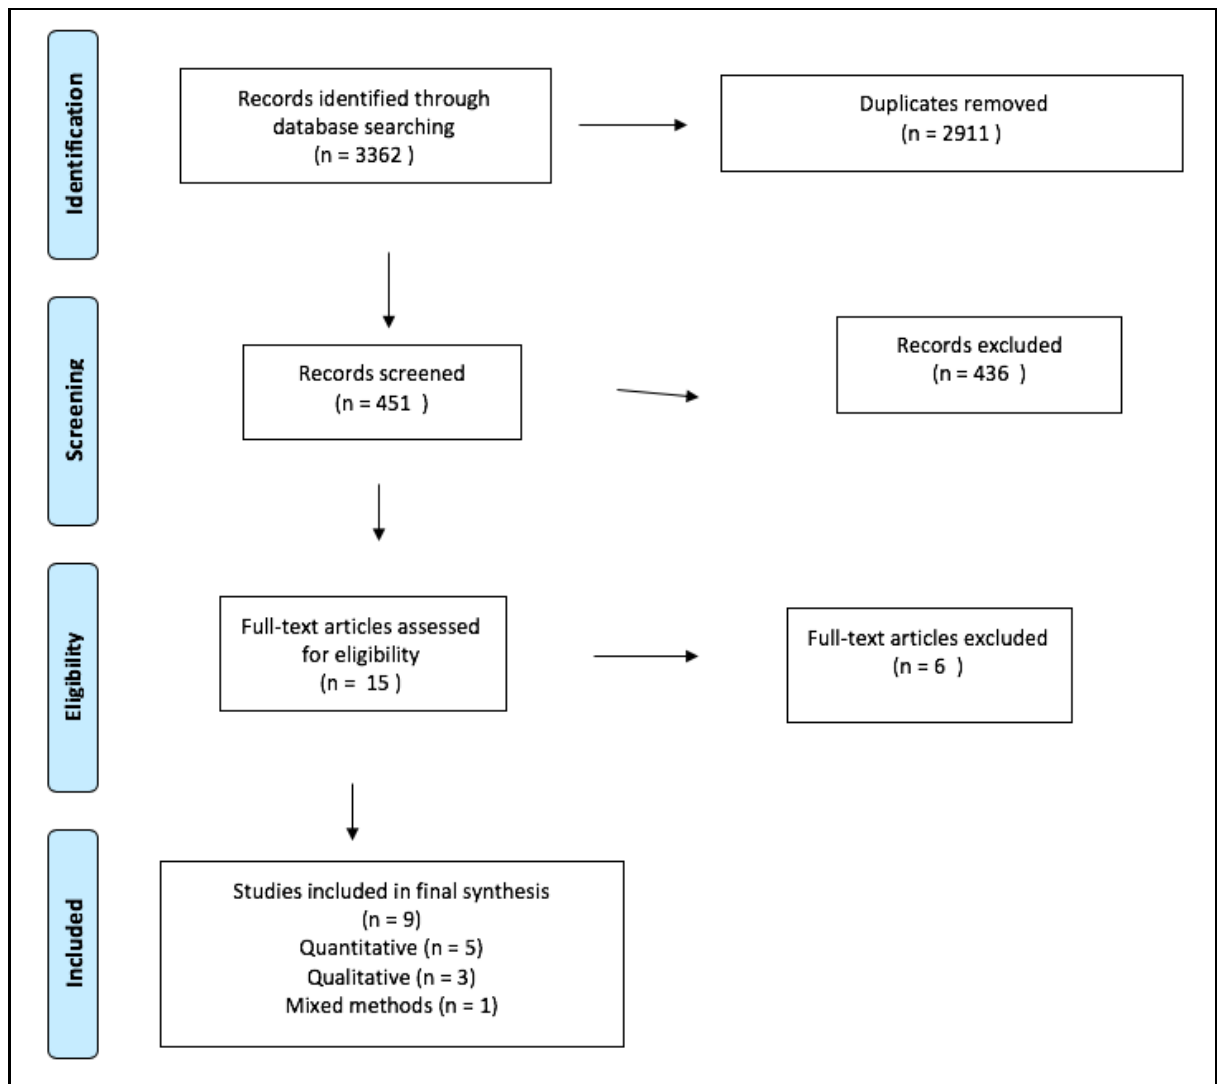 Identification
Records identified through
database searching
(n = 3362 )
Duplicates removed
(n = 2911 )
Screening
Records screened
(n = 451 )
Records excluded
(n = 436 )
Eligibility
Full-text articles assessed
for eligibility
(n = 15 )
Full-text articles excluded
(n = 6 )
Included
Studies included in final synthesis
(n = 9)
Quantitative (n = 5)
Qualitative (n = 3)
Mixed methods (n = 1)